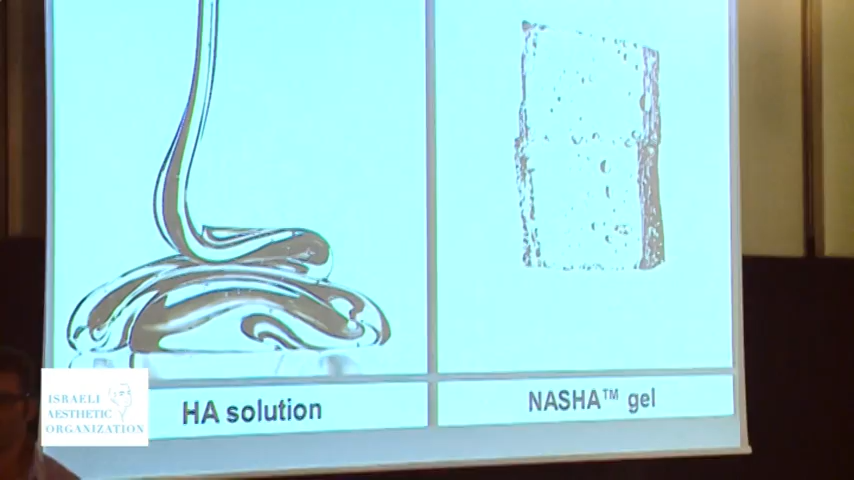 HA solution
NASHA™ gel
ISRAELI
AESTHETIC
ORGANIZATION